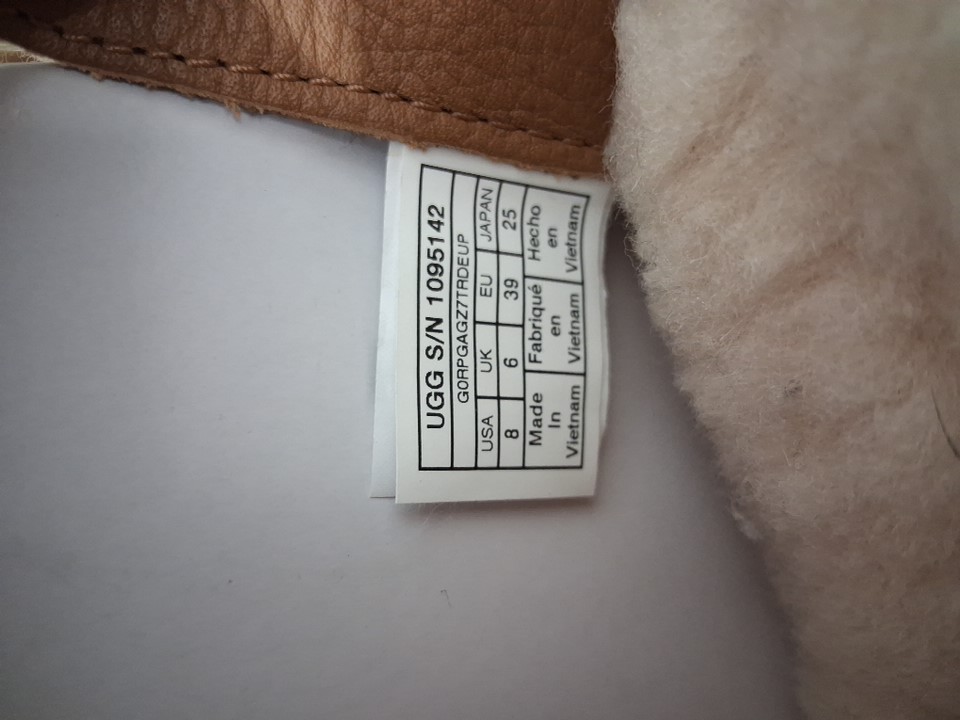 UGG S/N 1095142
GORPGAGZ7TRDEUP
USA UK EU JAPAN
8 6 39 25
Made In Vietnam
Fabriqué en Vietnam
Hecho en Vietnam